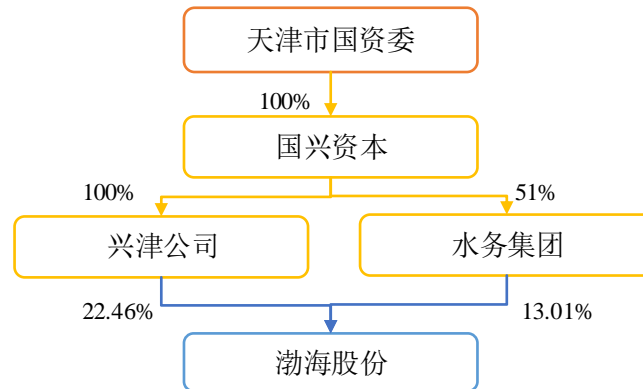 天津市国资委
100%
国兴资本
100%
51%
兴津公司
水务集团
22.46%
13.01%
渤海股份